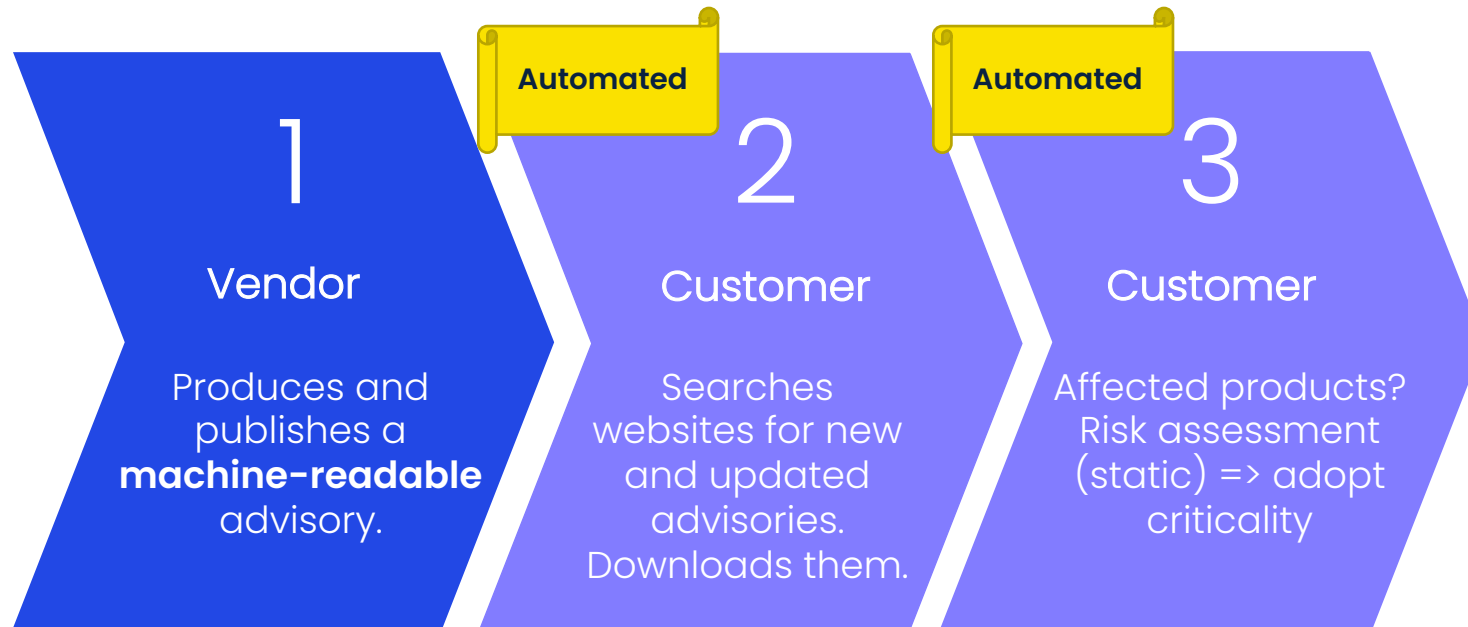 1
Vendor
Produces and
publishes a
machine-readable
advisory.
Automated
2
Customer
Searches
websites for new
and updated
advisories.
Downloads them.
Automated
3
Customer
Affected products?
Risk assessment
(static) => adopt
criticality